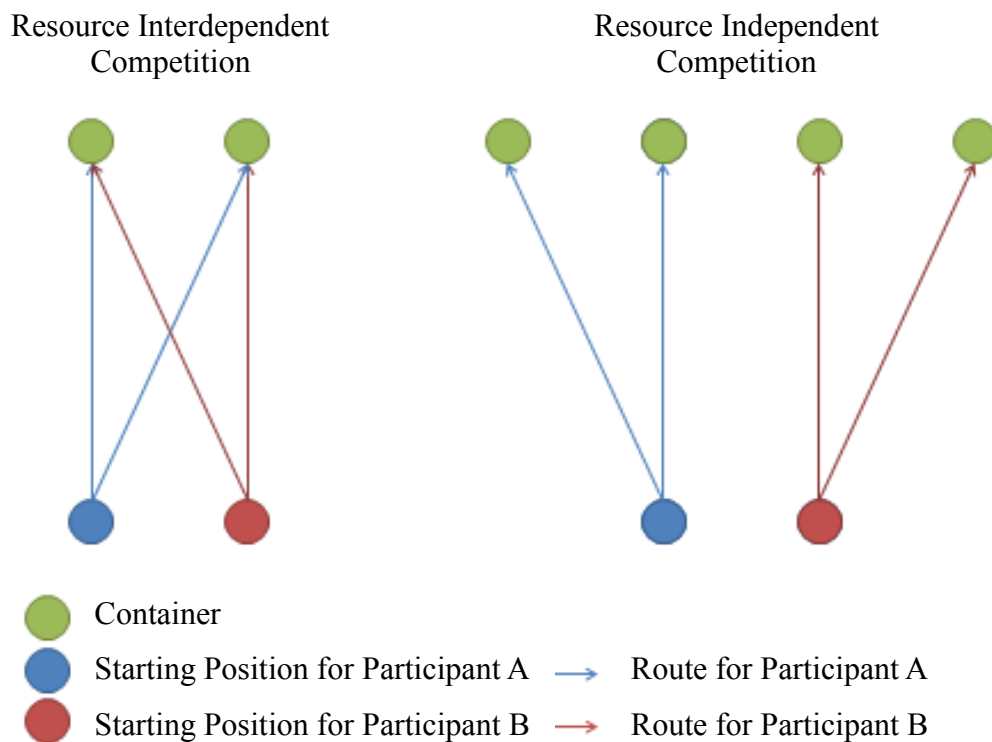 Resource Interdependent
Competition
Resource Independent
Competition
Container
Starting Position for Participant A
Route for Participant A
Starting Position for Participant B
Route for Participant B